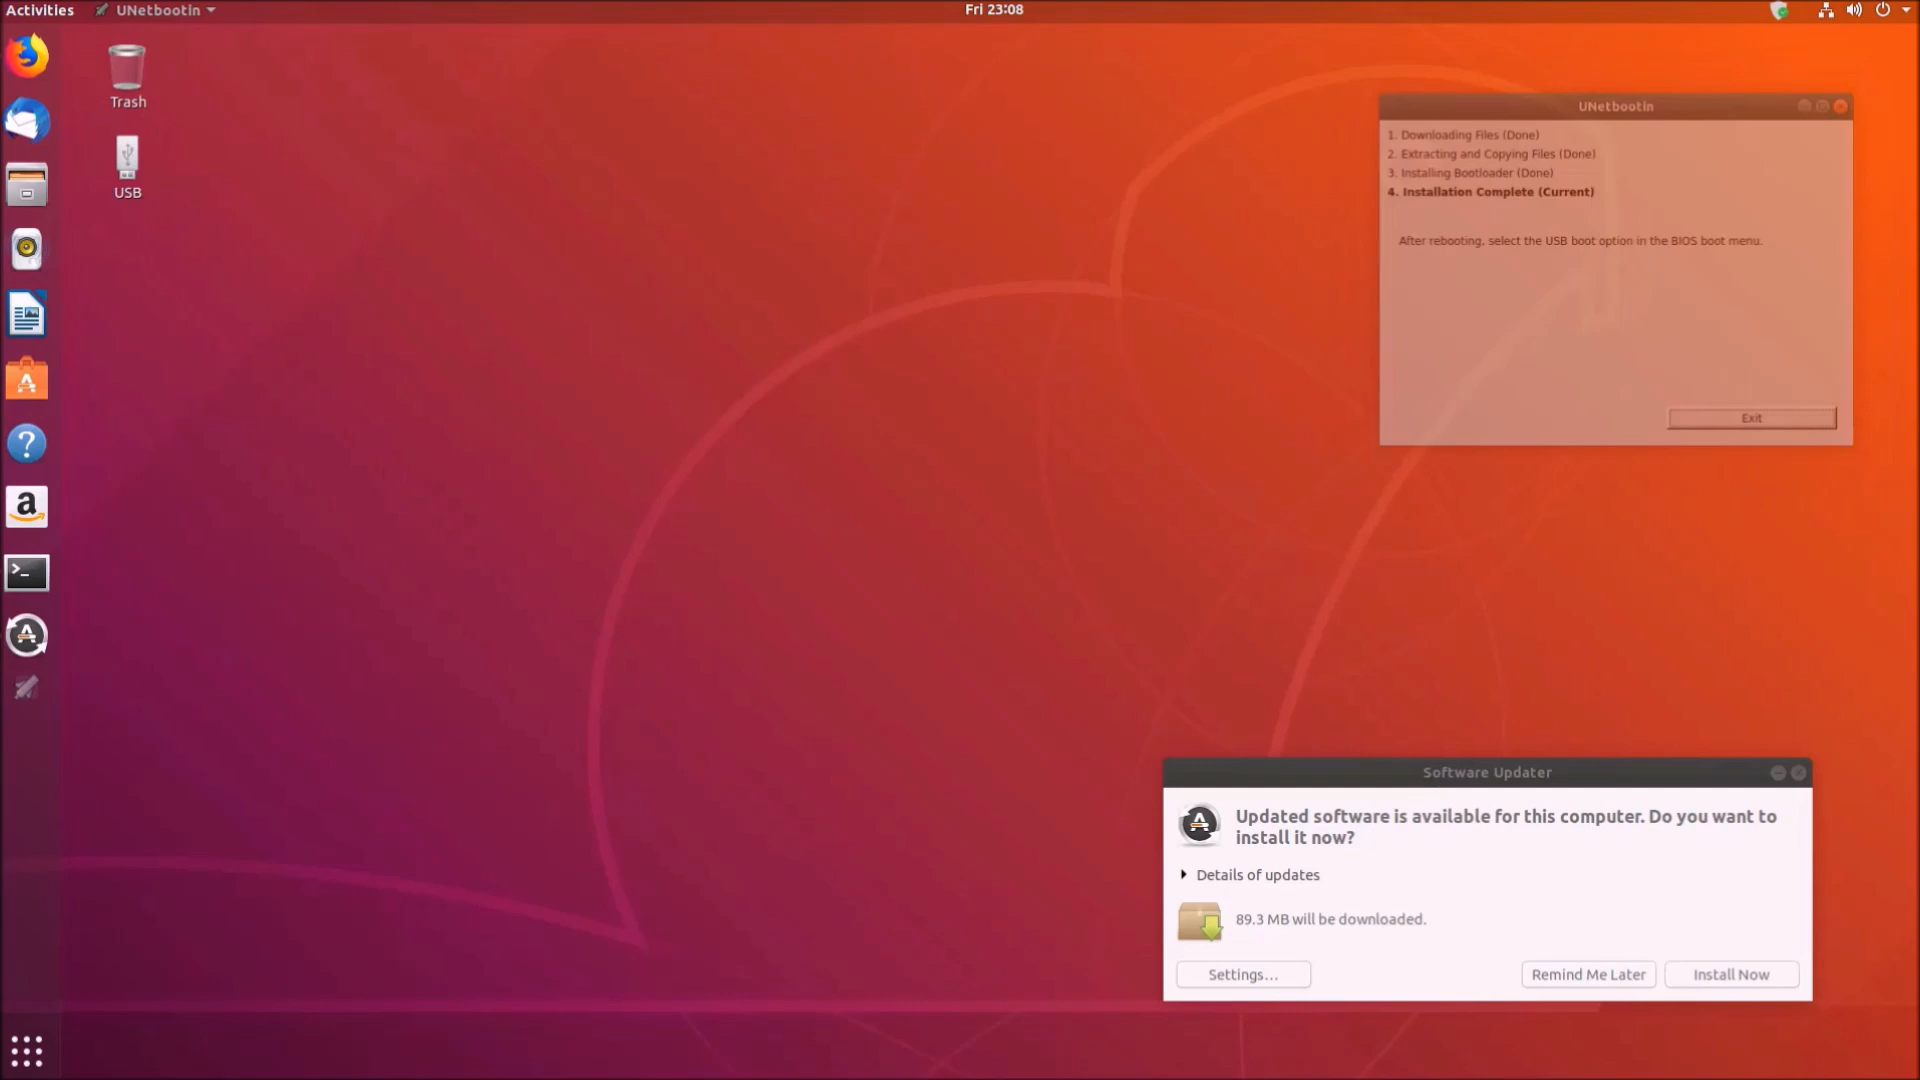 Activities
UNetbootin
Fri 23:08
Trash
USB
UNetbootin
1. Downloading Files (Done)
2. Extracting and Copying Files (Done)
3. Installing Bootloader (Done)
4. Installation Complete (Current)
After rebooting, select the USB boot option in the BIOS boot menu.
Exit
Software Updater
Updated software is available for this computer. Do you want to
install it now?
Details of updates
89.3 MB will be downloaded.
Settings…
Remind Me Later
Install Now